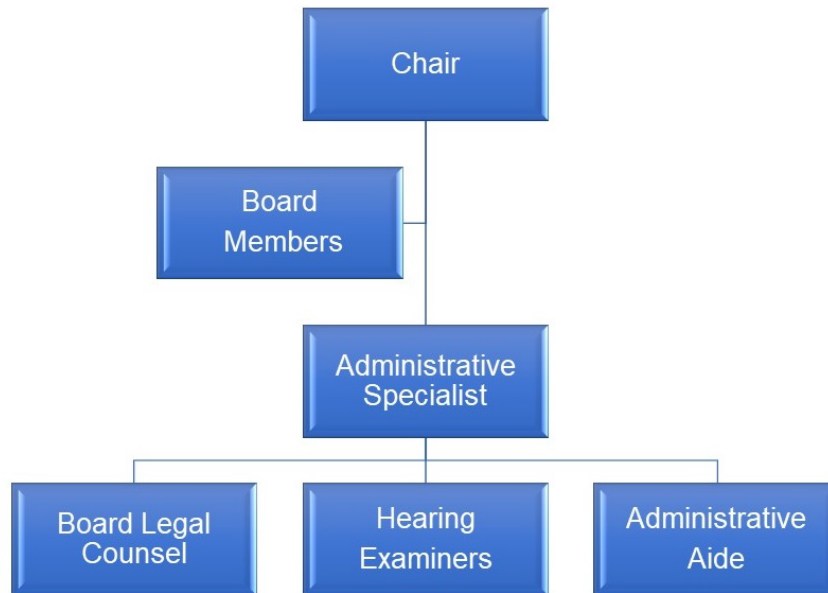 Chair
Board
Members
Administrative
Specialist
Board Legal
Counsel
Hearing
Examiners
Administrative
Aide